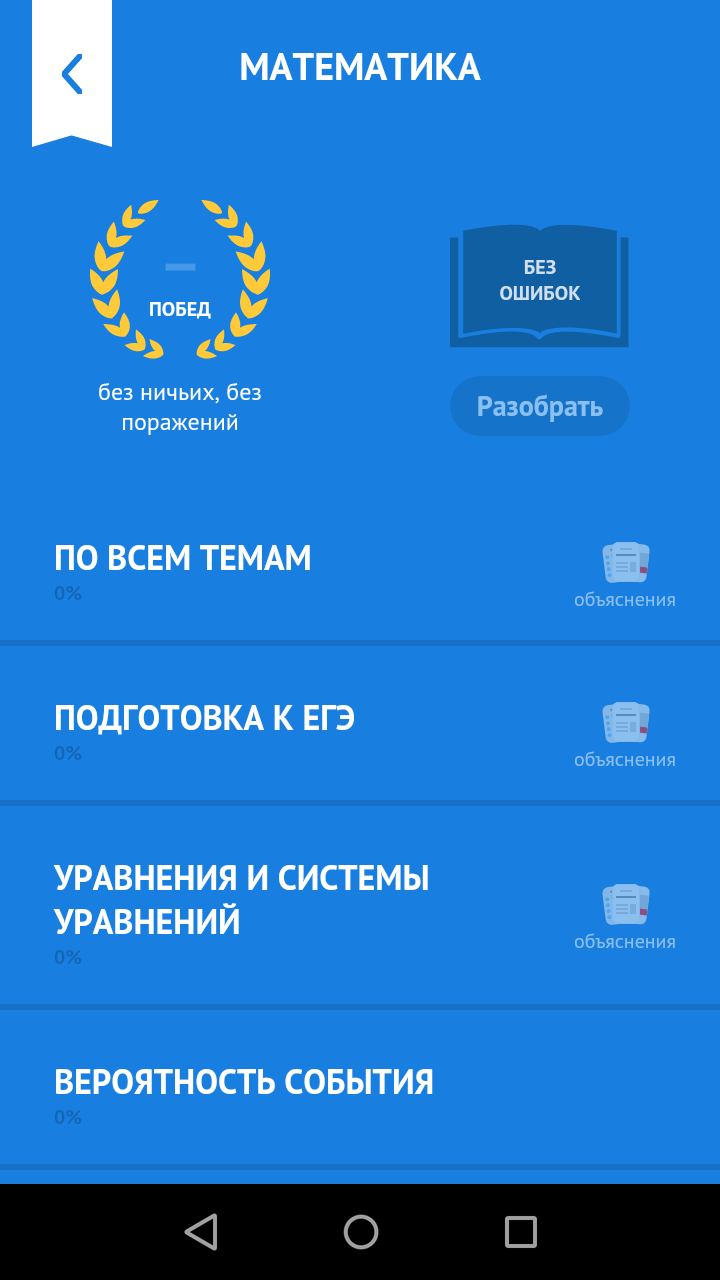 МАТЕМАТИКА
–
ПОБЕД
без ничьих, без
поражений
БЕЗ
ОШИБОК
Разобрать
ПО ВСЕМ ТЕМАМ
0%
объяснения
ПОДГОТОВКА К ЕГЭ
0%
объяснения
УРАВНЕНИЯ И СИСТЕМЫ
УРАВНЕНИЙ
0%
объяснения
ВЕРОЯТНОСТЬ СОБЫТИЯ
0%